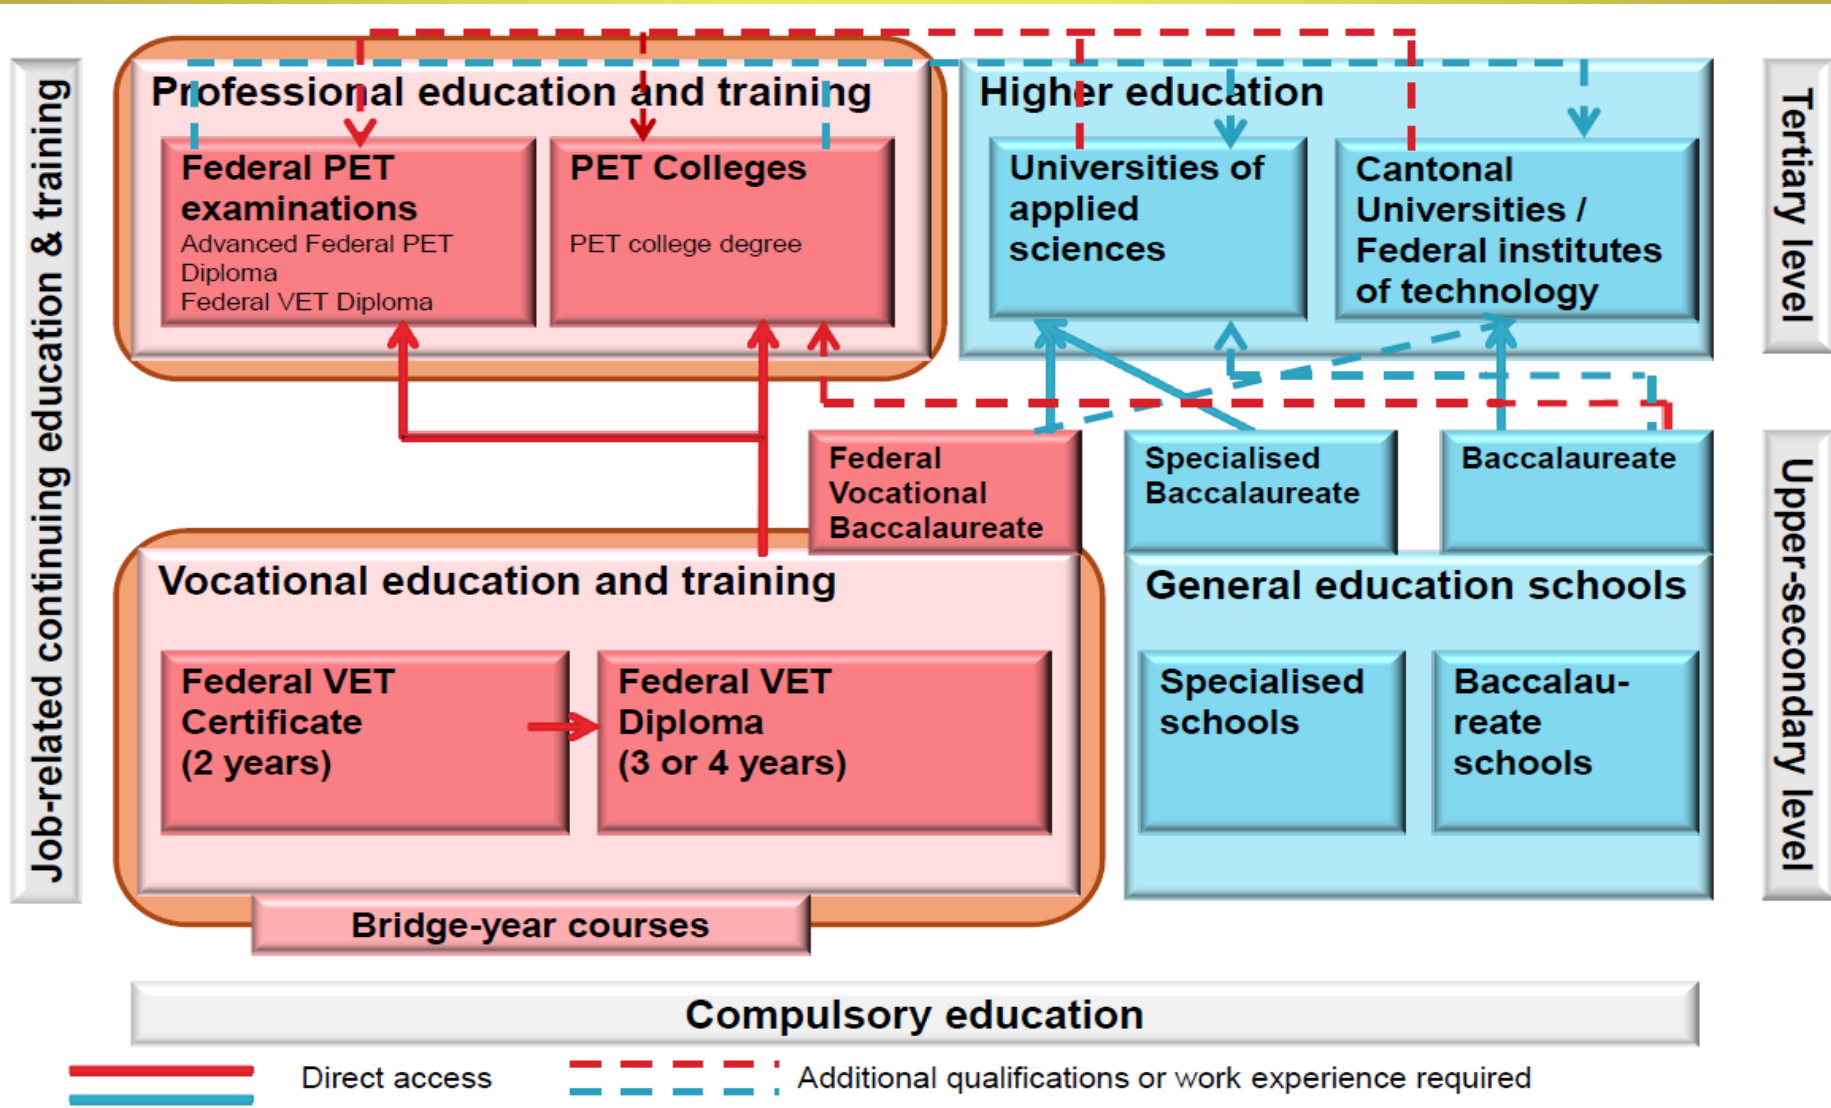 Job-related continuing education & training
Professional education and training
Federal PET
examinations
Advanced Federal PET
Diploma
Federal VET Diploma
PET Colleges
PET college degree
Higher education
Universities of
applied
sciences
Cantonal
Universities /
Federal institutes
of technology
Tertiary level
Federal
Vocational
Baccalaureate
Specialised
Baccalaureate
Baccalaureate
Upper-secondary level
Vocational education and training
Federal VET
Certificate
(2 years)
Federal VET
Diploma
(3 or 4 years)
General education schools
Specialised
schools
Baccalau-
reate
schools
Bridge-year courses
Compulsory education
Direct access
Additional qualifications or work experience required